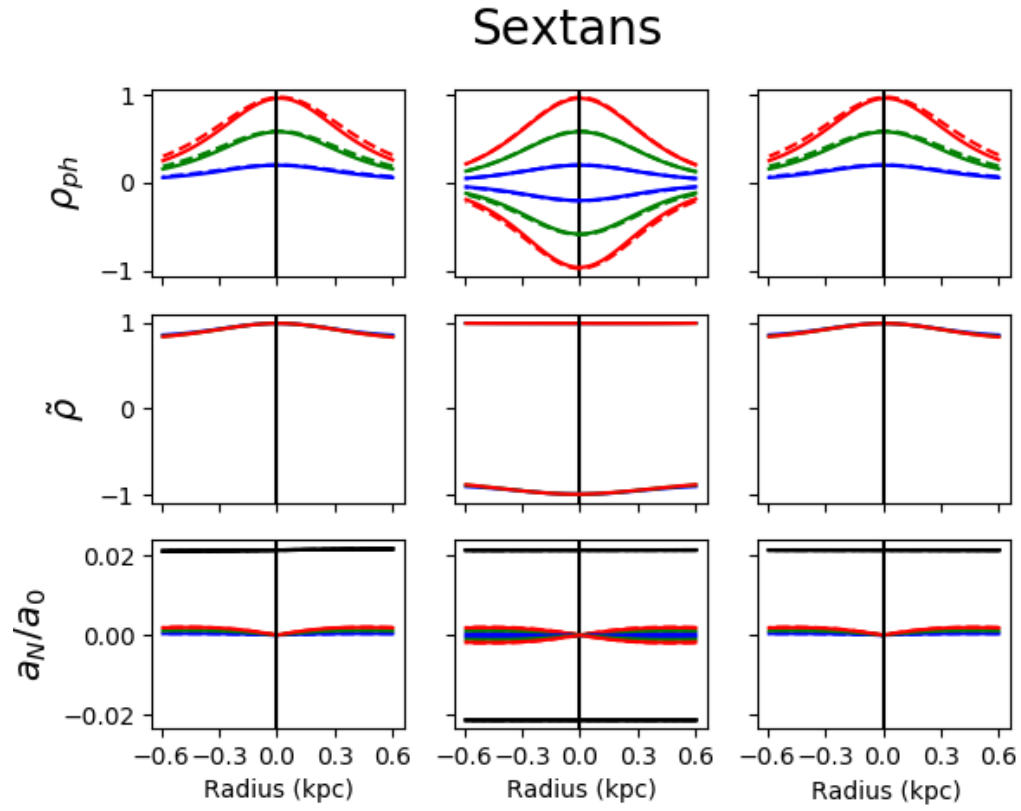 Sextans
ρ_ph
1
0
−1
ρ̃
1
0
−1
a_N/a_0
0.02
0.00
−0.02
−0.6 −0.3 0.0 0.3 0.6 −0.6 −0.3 0.0 0.3 0.6 −0.6 −0.3 0.0 0.3 0.6
Radius (kpc) Radius (kpc) Radius (kpc)